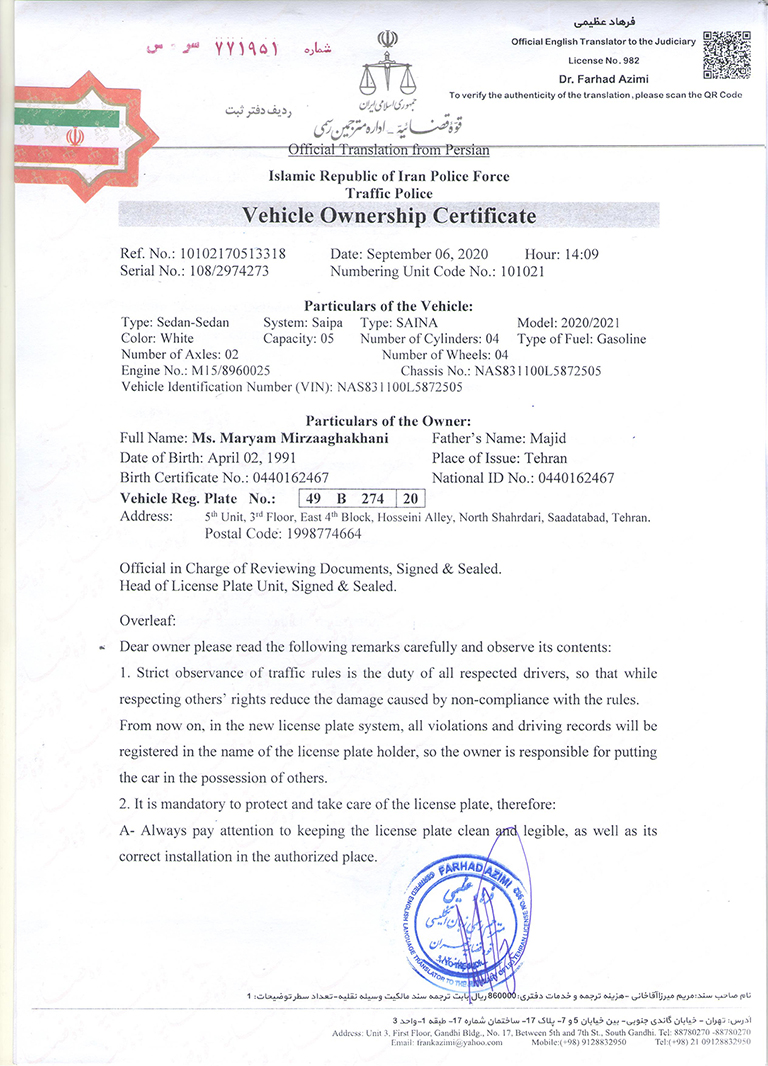 فرهاد عظیمی
Official English Translator to the Judiciary
License No. 982
Dr. Farhad Azimi
To verify the authenticity of the translation, please scan the QR Code
شماره ۷۷۱۹۵۱ سر س
جمهوری اسلامی ایران
ردیف دفتر ثبت
قوه قضائیه - اداره مترجمین رسمی
Official Translation from Persian
Islamic Republic of Iran Police Force
Traffic Police
Vehicle Ownership Certificate
Ref. No.: 10102170513318 Date: September 06, 2020 Hour: 14:09
Serial No.: 108/2974273 Numbering Unit Code No.: 101021
Particulars of the Vehicle:
Type: Sedan-Sedan System: Saipa Type: SAINA Model: 2020/2021
Color: White Capacity: 05 Number of Cylinders: 04 Type of Fuel: Gasoline
Number of Axles: 02 Number of Wheels: 04
Engine No.: M15/8960025 Chassis No.: NAS831100L5872505
Vehicle Identification Number (VIN): NAS831100L5872505
Particulars of the Owner:
Full Name: Ms. Maryam Mirzaaghakhani Father's Name: Majid
Date of Birth: April 02, 1991 Place of Issue: Tehran
Birth Certificate No.: 0440162467 National ID No.: 0440162467
Vehicle Reg. Plate No.: 49 B 274 20
Address: 5th Unit, 3rd Floor, East 4th Block, Hosseini Alley, North Shahrdari, Saadatabad, Tehran.
Postal Code: 1998774664
Official in Charge of Reviewing Documents, Signed & Sealed.
Head of License Plate Unit, Signed & Sealed.
Overleaf:
Dear owner please read the following remarks carefully and observe its contents:
1. Strict observance of traffic rules is the duty of all respected drivers, so that while
respecting others' rights reduce the damage caused by non-compliance with the rules.
From now on, in the new license plate system, all violations and driving records will be
registered in the name of the license plate holder, so the owner is responsible for putting
the car in the possession of others.
2. It is mandatory to protect and take care of the license plate, therefore:
A- Always pay attention to keeping the license plate clean and legible, as well as its
correct installation in the authorized place.
FARHAD AZIMI
CERTIFIED ENGLISH LANGUAGE TRANSLATOR TO THE
TEHRAN LICENSE NO. 982
فرهاد عظیمی
نام صاحب سند:مریم میرزاآقاخانی -هزینه ترجمه و خدمات دفتری:860000 ریال بابت ترجمه سند مالکیت وسیله نقلیه-تعداد سطر توضیحات: 1
آدرس: تهران - خیابان گاندی جنوبی- بین خیابان 5 و 7- پلاک 17- ساختمان شماره 17- طبقه 1-واحد 3
Address: Unit 3, First Floor, Gandhi Bldg., No. 17, Between 5th and 7th St., South Gandhi. Tel: 88780270 -88780270
Email: frankazimi@yahoo.com Mobile:(+98) 9128832950 Tel:(+98) 21 09128832950